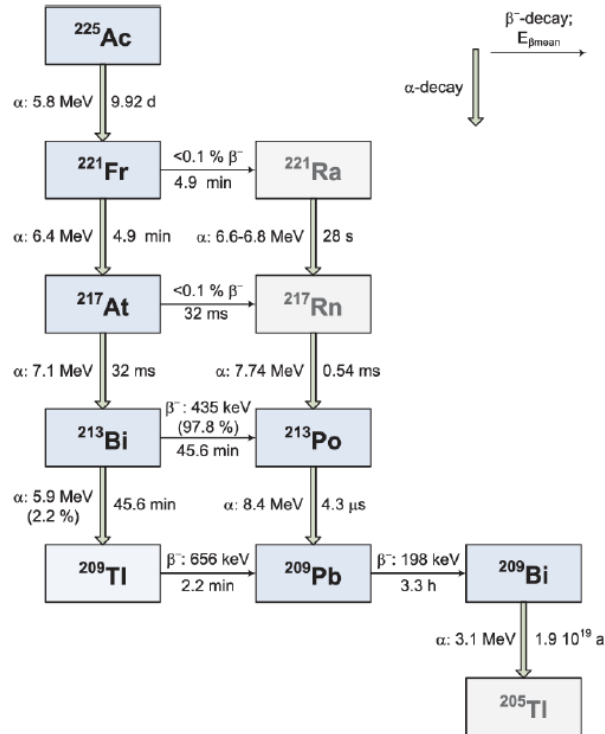 ²²⁵Ac
β⁻-decay;
E_βmean
α-decay
α: 5.8 MeV 9.92 d
²²¹Fr
<0.1 % β⁻
4.9 min
²²¹Ra
α: 6.4 MeV 4.9 min
α: 6.6-6.8 MeV 28 s
²¹⁷At
<0.1 % β⁻
32 ms
²¹⁷Rn
α: 7.1 MeV 32 ms
α: 7.74 MeV 0.54 ms
²¹³Bi
β⁻: 435 keV
(97.8 %)
45.6 min
²¹³Po
α: 5.9 MeV
(2.2 %)
45.6 min
α: 8.4 MeV 4.3 μs
²⁰⁹Tl
β⁻: 656 keV
2.2 min
²⁰⁹Pb
β⁻: 198 keV
3.3 h
²⁰⁹Bi
α: 3.1 MeV 1.9 10¹⁹ a
²⁰⁵Tl